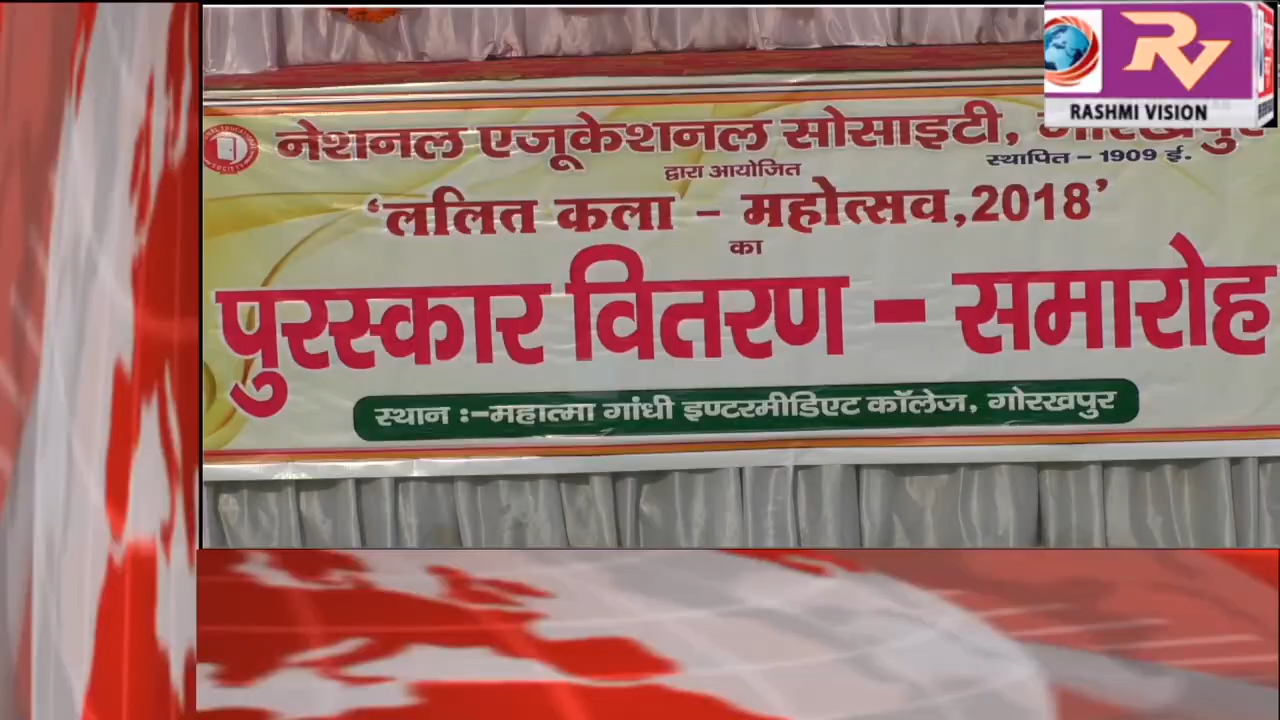 RASHMI VISION
नेशनल एजूकेशनल सोसाइटी, गोरखपुर
स्थापित – 1909 ई.
द्वारा आयोजित
‘ललित कला – महोत्सव,2018’
का
पुरस्कार वितरण – समारोह
स्थान :–महात्मा गांधी इण्टरमीडिएट कॉलेज, गोरखपुर